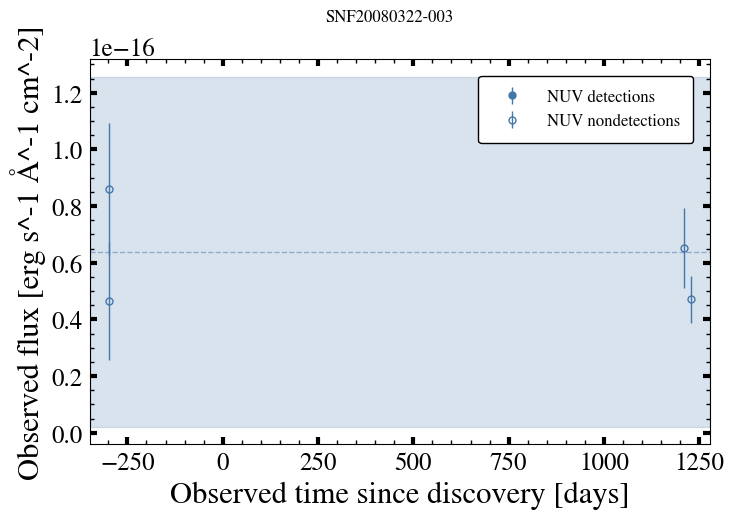 SNF20080322-003
1e−16
NUV detections
NUV nondetections
1.2
1.0
0.8
0.6
0.4
0.2
0.0
Observed flux [erg s^-1 Å^-1 cm^-2]
−250 0 250 500 750 1000 1250
Observed time since discovery [days]